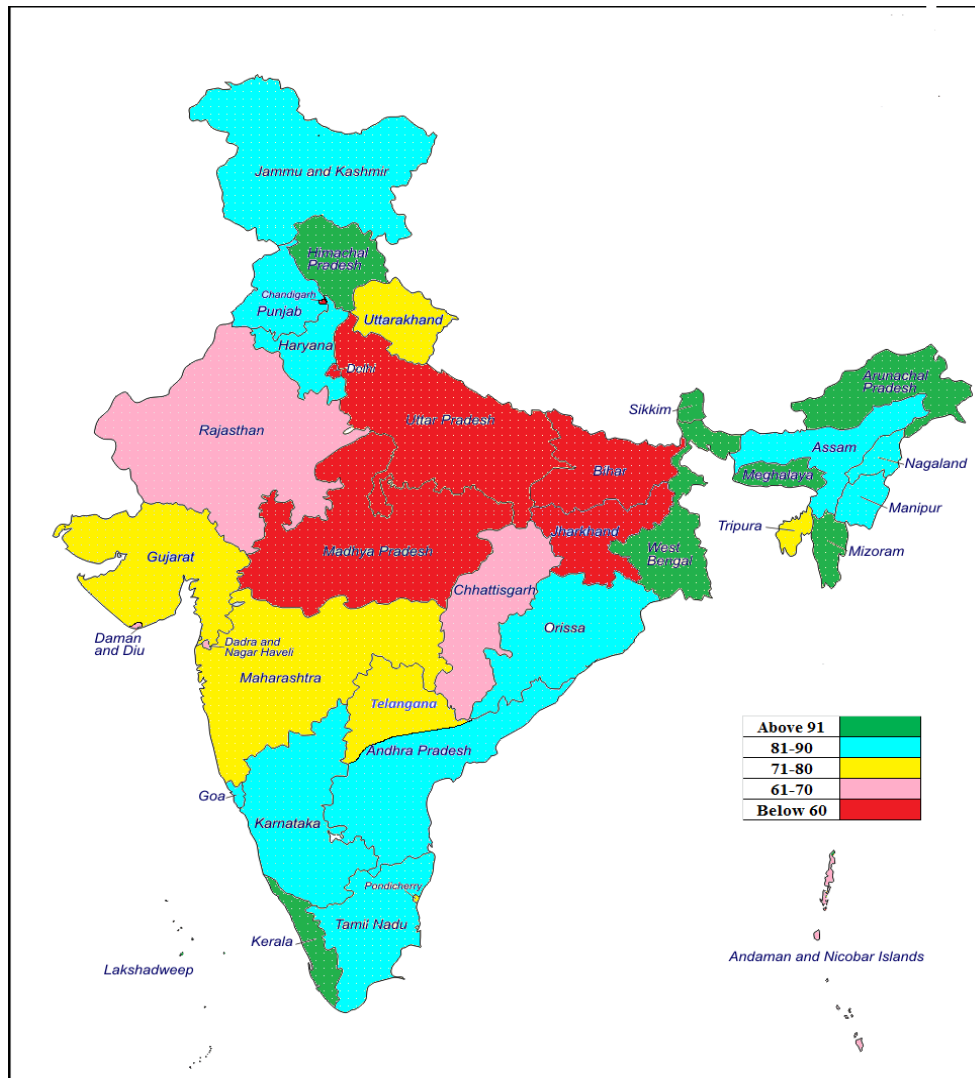 Jammu and Kashmir
Himachal
Pradesh
Chandigarh
Punjab
Uttarakhand
Haryana
Delhi
Arunachal
Pradesh
Sikkim
Uttar Pradesh
Rajasthan
Assam
Nagaland
Bihar
Meghalaya
Manipur
Tripura
Jharkhand
Mizoram
Gujarat
Madhya Pradesh
West
Bengal
Chhattisgarh
Orissa
Daman
and Diu
Dadra and
Nagar Haveli
Maharashtra
Telangana
Andhra Pradesh
Above 91
81-90
71-80
61-70
Below 60
Goa
Karnataka
Pondicherry
Tamil Nadu
Kerala
Lakshadweep
Andaman and Nicobar Islands